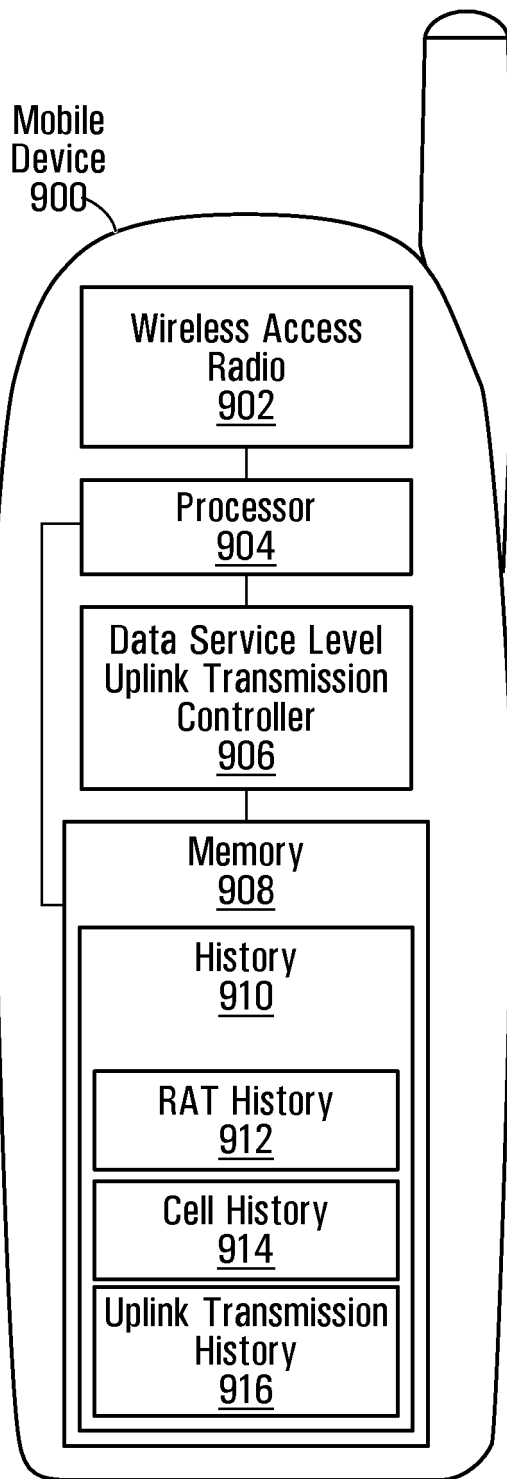 Mobile
Device
900
Wireless Access
Radio
902
Processor
904
Data Service Level
Uplink Transmission
Controller
906
Memory
908
History
910
RAT History
912
Cell History
914
Uplink Transmission
History
916